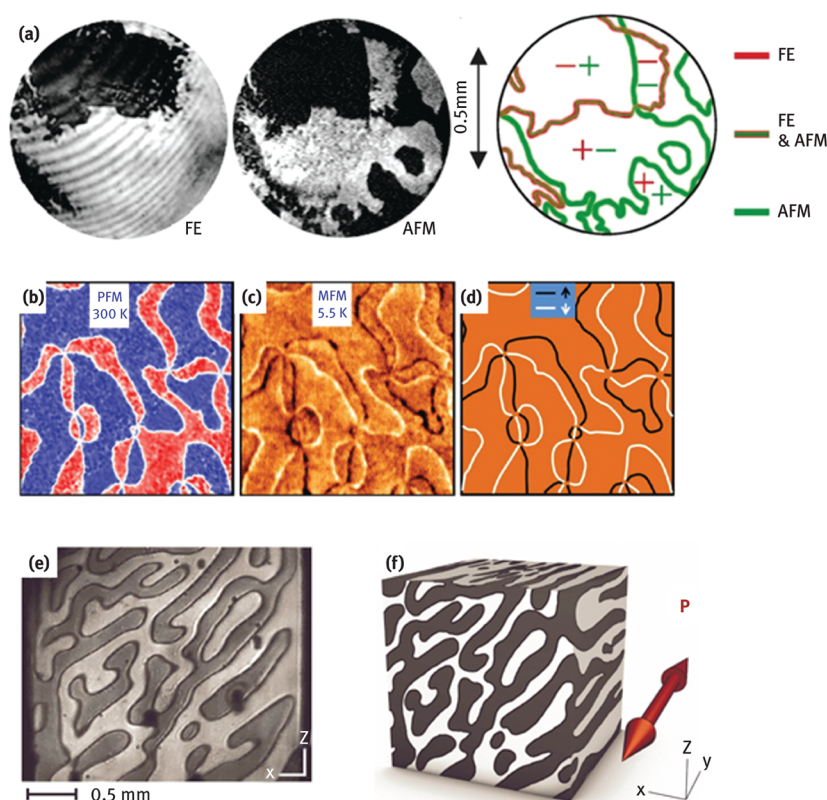 (a)
FE
AFM
0.5mm
− +
−
−
+ −
+
+
FE
FE
& AFM
AFM
(b)
PFM
300 K
(c)
MFM
5.5 K
(d)
(e)
Z
x
0.5 mm
(f)
P
Z
y
x